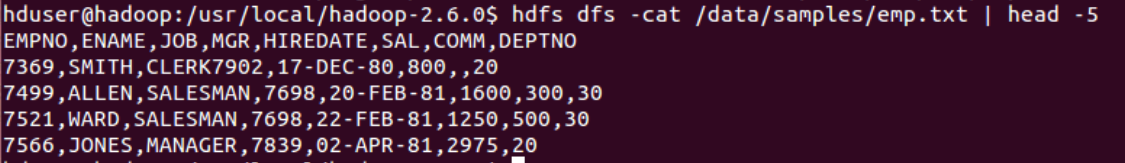 hduser@hadoop:/usr/local/hadoop-2.6.0$ hdfs dfs -cat /data/samples/emp.txt | head -5
EMPNO,ENAME,JOB,MGR,HIREDATE,SAL,COMM,DEPTNO
7369,SMITH,CLERK7902,17-DEC-80,800,,20
7499,ALLEN,SALESMAN,7698,20-FEB-81,1600,300,30
7521,WARD,SALESMAN,7698,22-FEB-81,1250,500,30
7566,JONES,MANAGER,7839,02-APR-81,2975,20